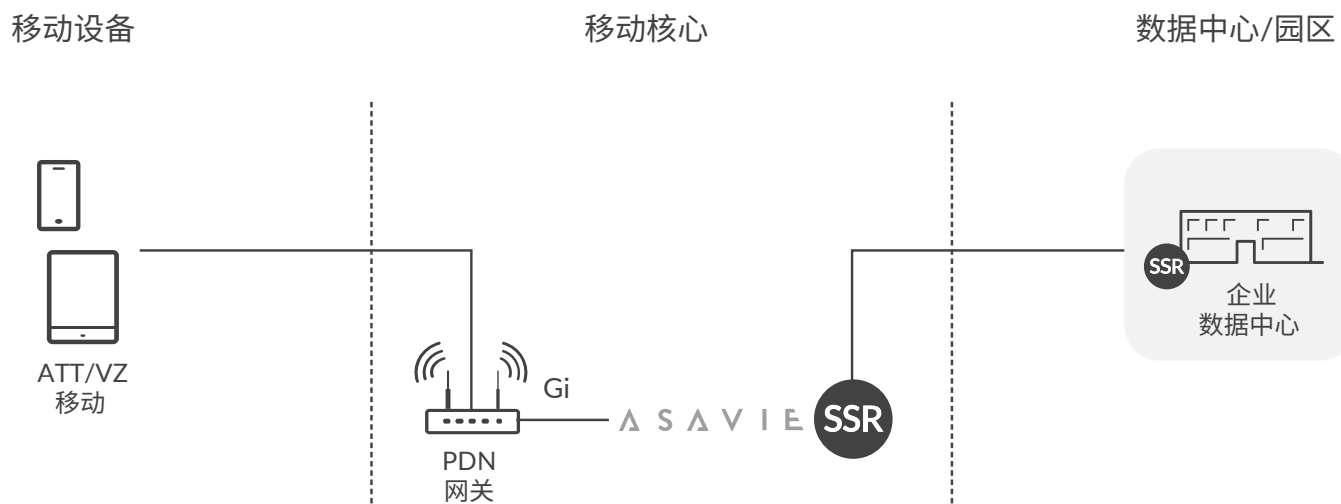 移动设备
移动核心
数据中心/园区
SSR
企业
数据中心
ATT/VZ
移动
Gi
ASAVIE
SSR
PDN
网关